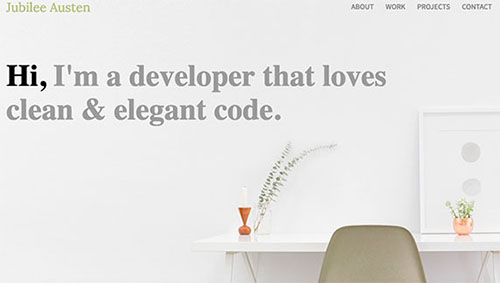 Jubilee Austen
ABOUT WORK PROJECTS CONTACT
Hi, I'm a developer that loves
clean & elegant code.